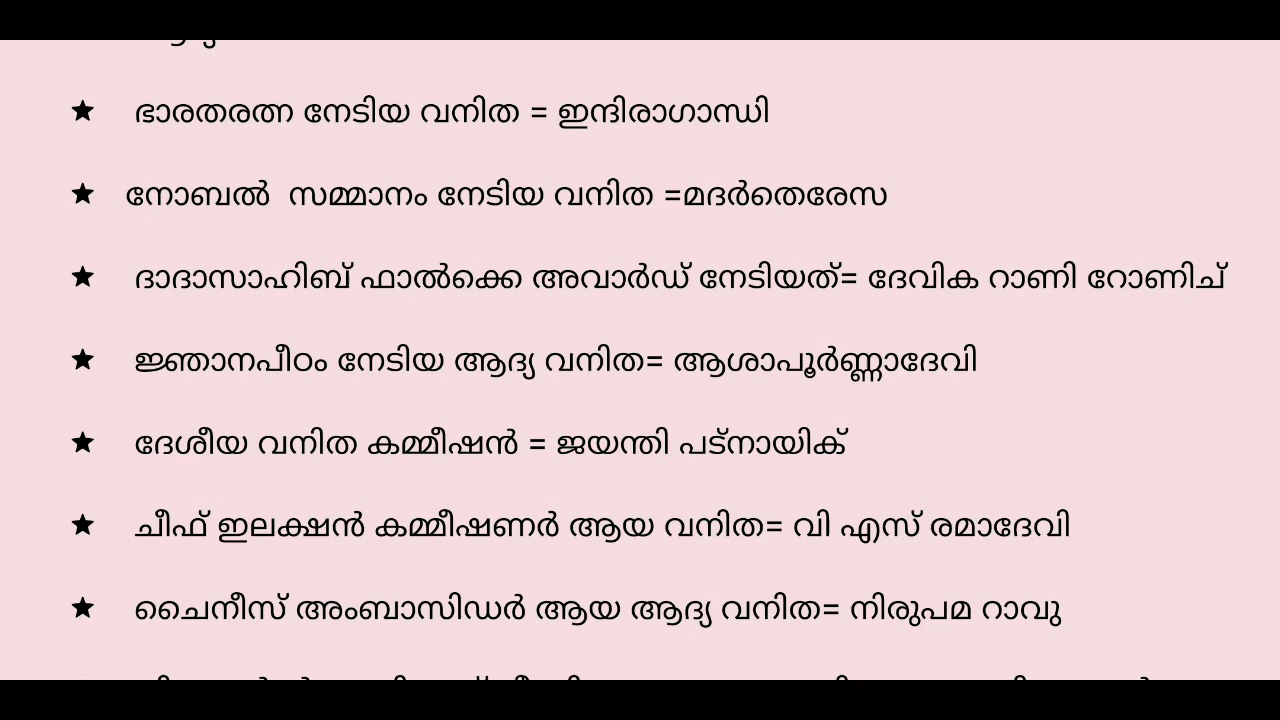 ★ ഭാരതരത്ന നേടിയ വനിത = ഇന്ദിരാഗാന്ധി
★ നോബൽ സമ്മാനം നേടിയ വനിത =മദർതെരേസ
★ ദാദാസാഹിബ് ഫാൽക്കെ അവാർഡ് നേടിയത്= ദേവിക റാണി റോണിച്
★ ജ്ഞാനപീഠം നേടിയ ആദ്യ വനിത= ആശാപൂർണ്ണാദേവി
★ ദേശീയ വനിത കമ്മീഷൻ = ജയന്തി പട്നായിക്
★ ചീഫ് ഇലക്ഷൻ കമ്മീഷണർ ആയ വനിത= വി എസ് രമാദേവി
★ ചൈനീസ് അംബാസിഡർ ആയ ആദ്യ വനിത= നിരുപമ റാവു